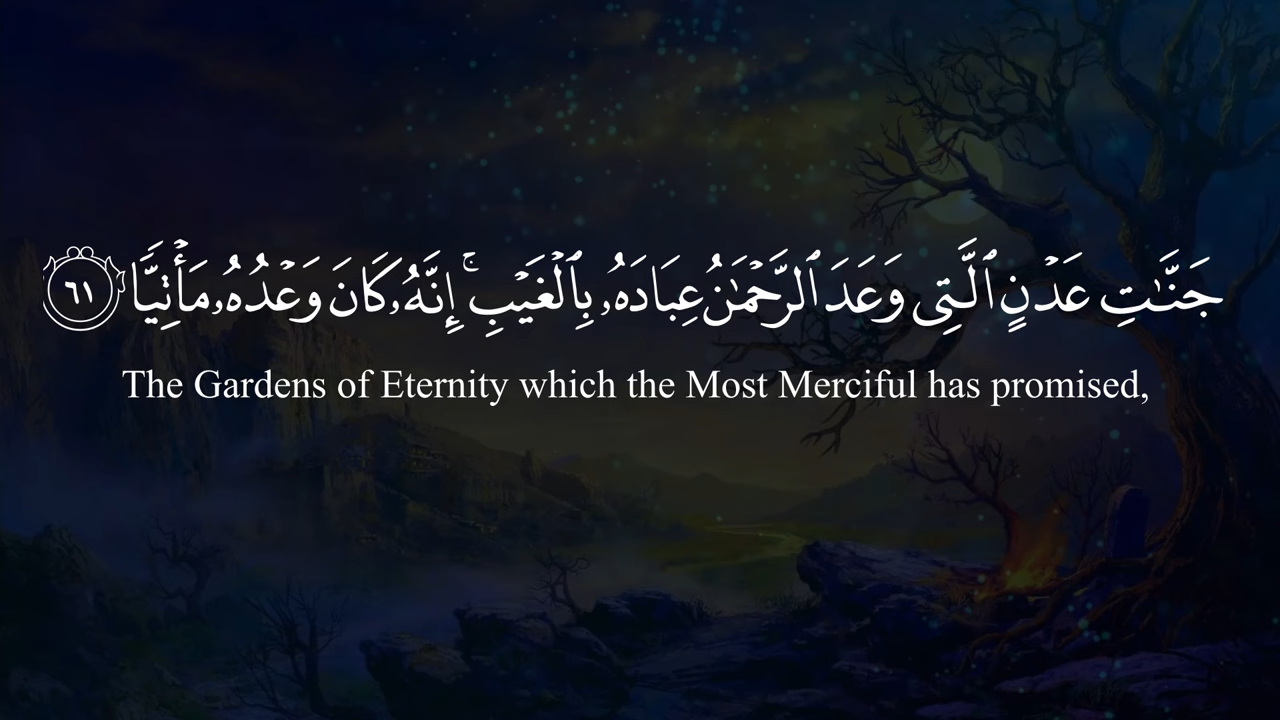 جَنَّٰتِ عَدْنٍ ٱلَّتِى وَعَدَ ٱلرَّحْمَٰنُ عِبَادَهُۥ بِٱلْغَيْبِ ۚ إِنَّهُۥ كَانَ وَعْدُهُۥ مَأْتِيًّا ٦١
The Gardens of Eternity which the Most Merciful has promised,